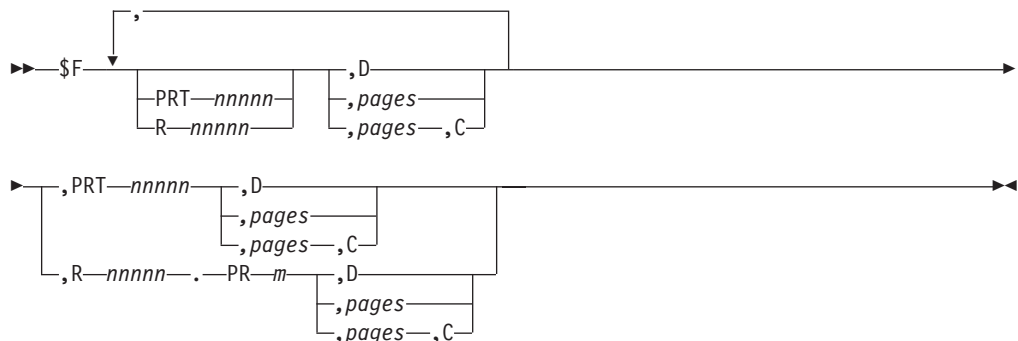 ,
$F ,D
PRT nnnnn ,pages
R nnnnn ,pages ,C
,PRT nnnnn ,D
,pages
,pages ,C
,R nnnnn . PR m ,D
,pages
,pages ,C